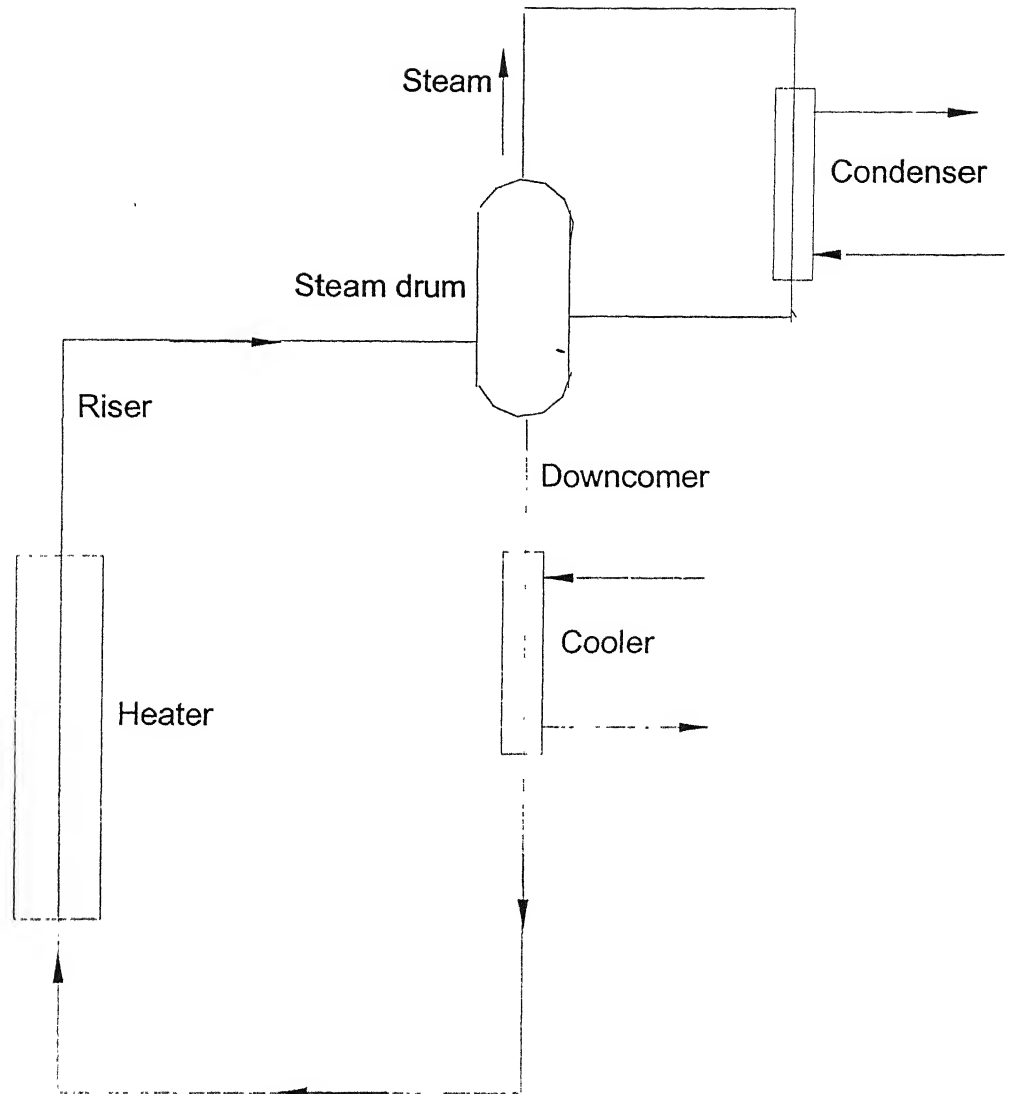 Steam
Condenser
Steam drum
Riser
Downcomer
Cooler
Heater